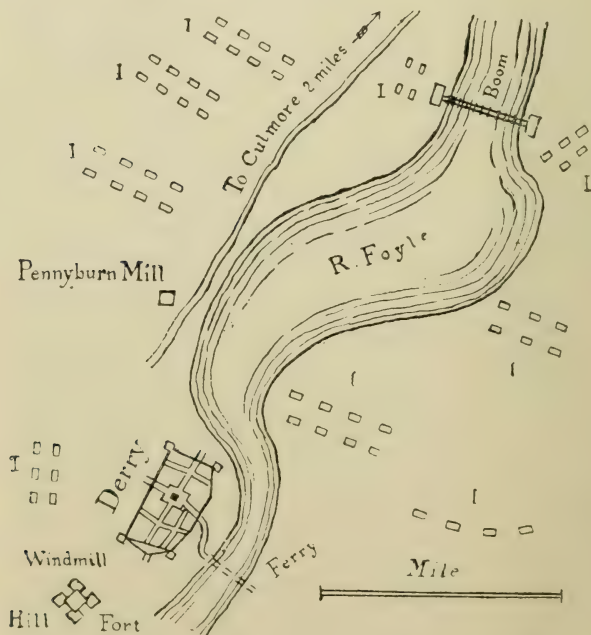 I
I
To Culmore 2 miles
I
Boom
I
I
R. Foyle
Pennyburn Mill
I
I
I
Derry
I
Ferry
Windmill
Hill Fort
Mile